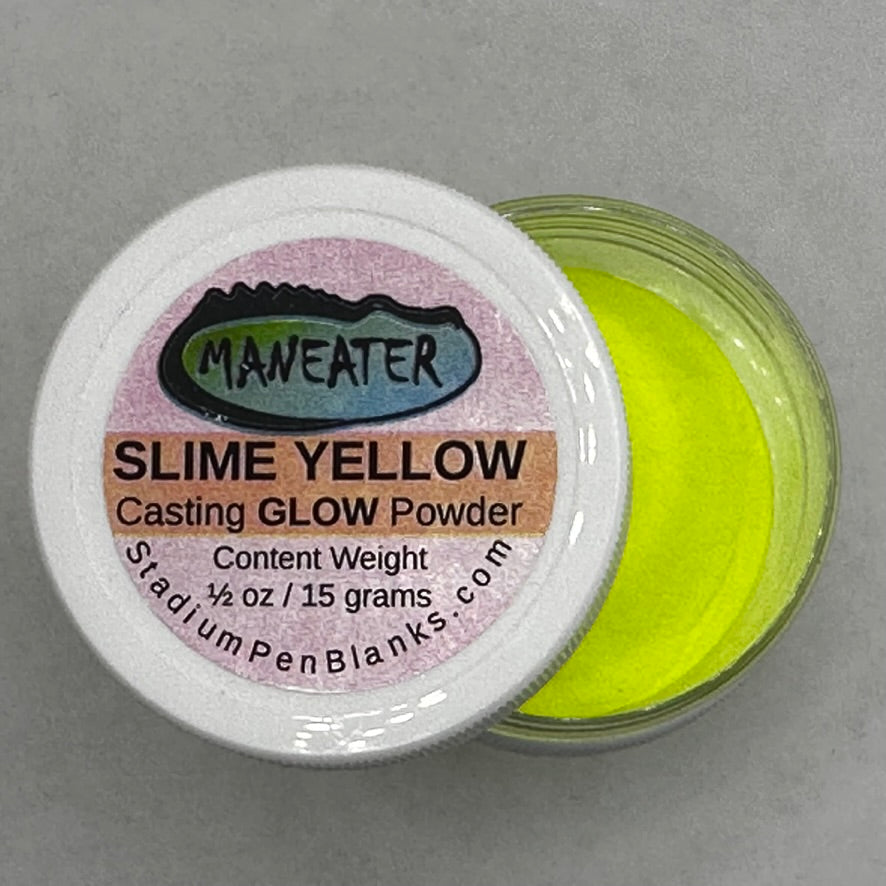 MANEATER
SLIME YELLOW
Casting GLOW Powder
Content Weight
½ oz / 15 grams
StadiumPenBlanks.com